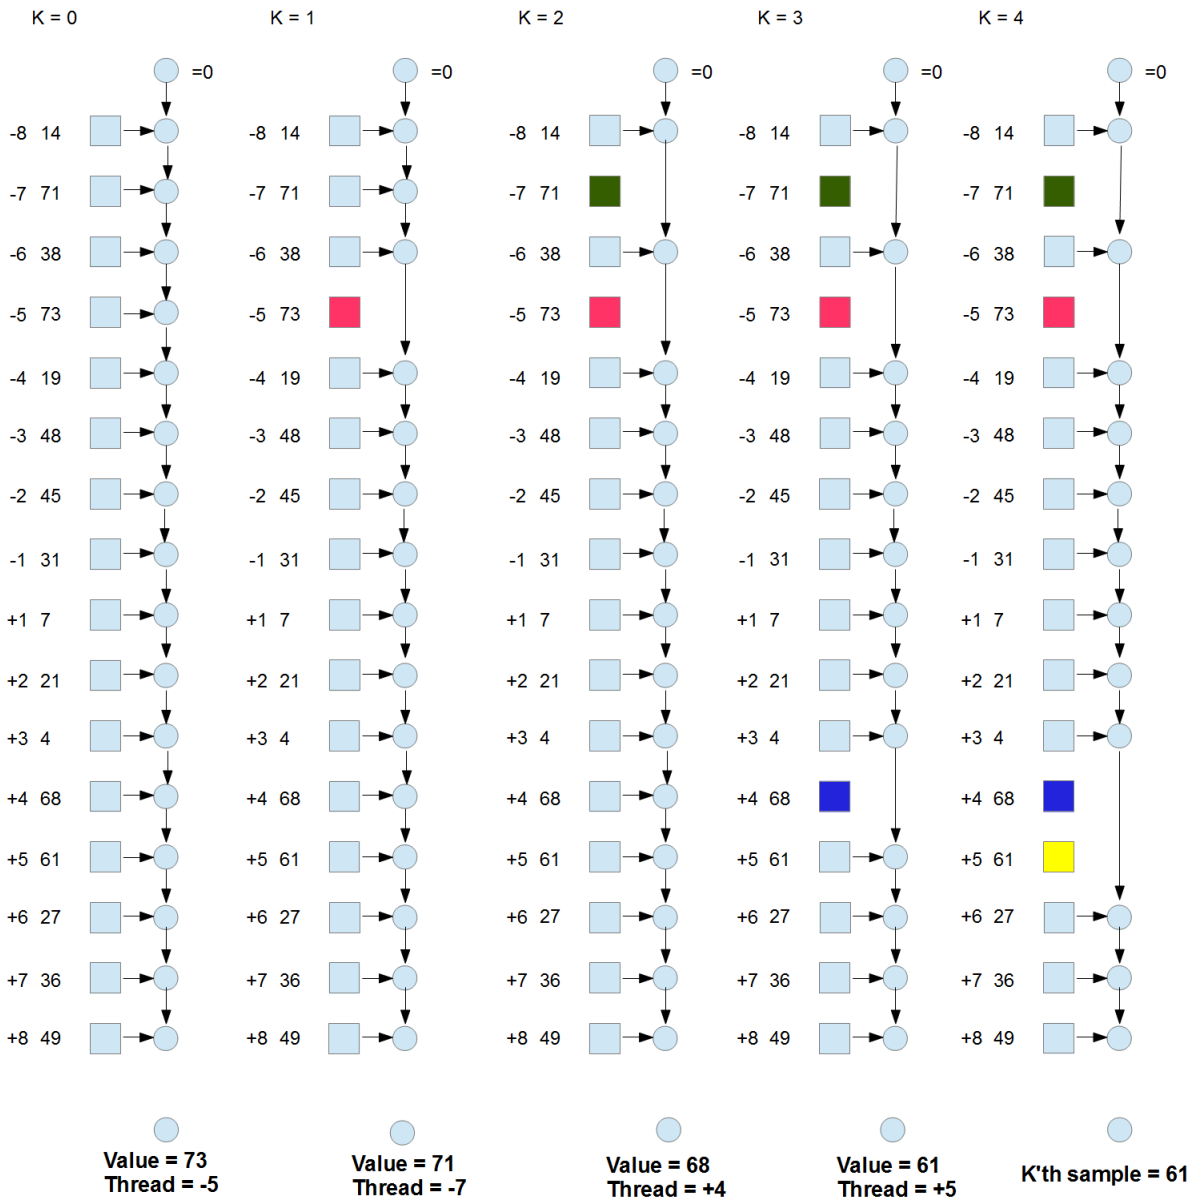 K = 0 K = 1 K = 2 K = 3 K = 4
=0 =0 =0 =0 =0
-8 14 -8 14 -8 14 -8 14 -8 14
-7 71 -7 71 -7 71 -7 71 -7 71
-6 38 -6 38 -6 38 -6 38 -6 38
-5 73 -5 73 -5 73 -5 73 -5 73
-4 19 -4 19 -4 19 -4 19 -4 19
-3 48 -3 48 -3 48 -3 48 -3 48
-2 45 -2 45 -2 45 -2 45 -2 45
-1 31 -1 31 -1 31 -1 31 -1 31
+1 7 +1 7 +1 7 +1 7 +1 7
+2 21 +2 21 +2 21 +2 21 +2 21
+3 4 +3 4 +3 4 +3 4 +3 4
+4 68 +4 68 +4 68 +4 68 +4 68
+5 61 +5 61 +5 61 +5 61 +5 61
+6 27 +6 27 +6 27 +6 27 +6 27
+7 36 +7 36 +7 36 +7 36 +7 36
+8 49 +8 49 +8 49 +8 49 +8 49
Value = 73 Value = 71 Value = 68 Value = 61 K'th sample = 61
Thread = -5 Thread = -7 Thread = +4 Thread = +5